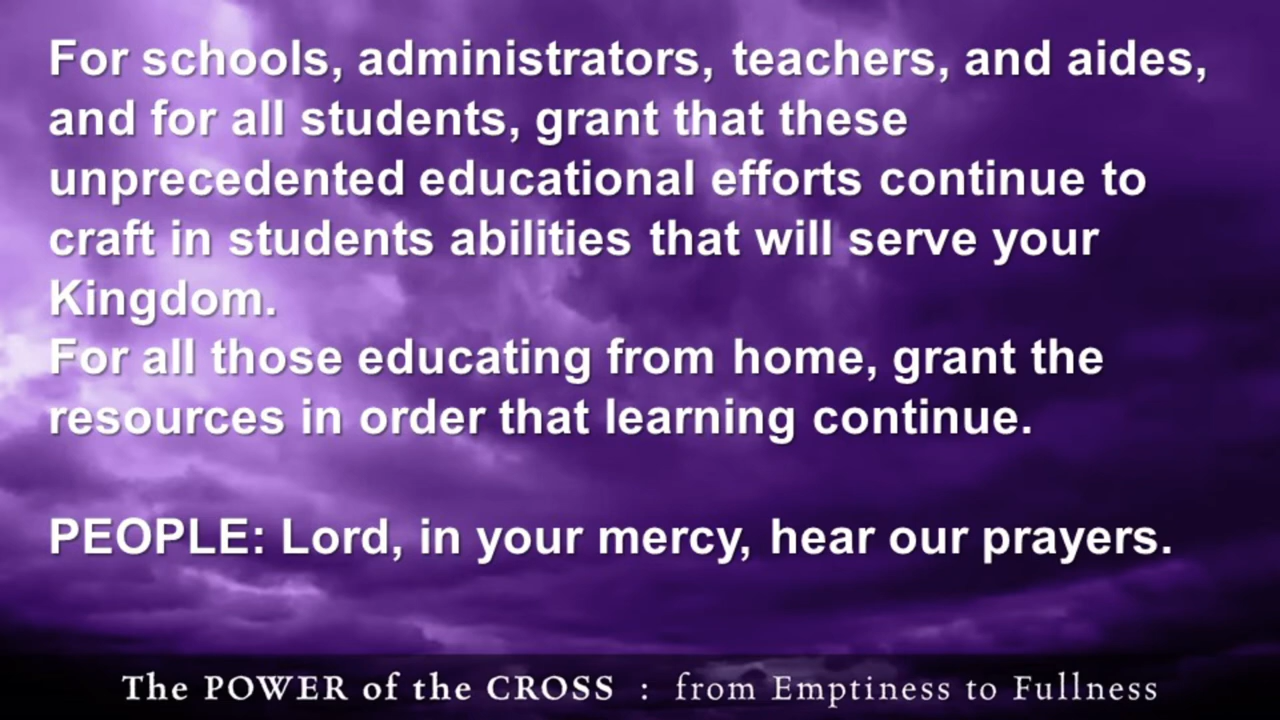 For schools, administrators, teachers, and aides,
and for all students, grant that these
unprecedented educational efforts continue to
craft in students abilities that will serve your
Kingdom.
For all those educating from home, grant the
resources in order that learning continue.
PEOPLE: Lord, in your mercy, hear our prayers.
The POWER of the CROSS : from Emptiness to Fullness